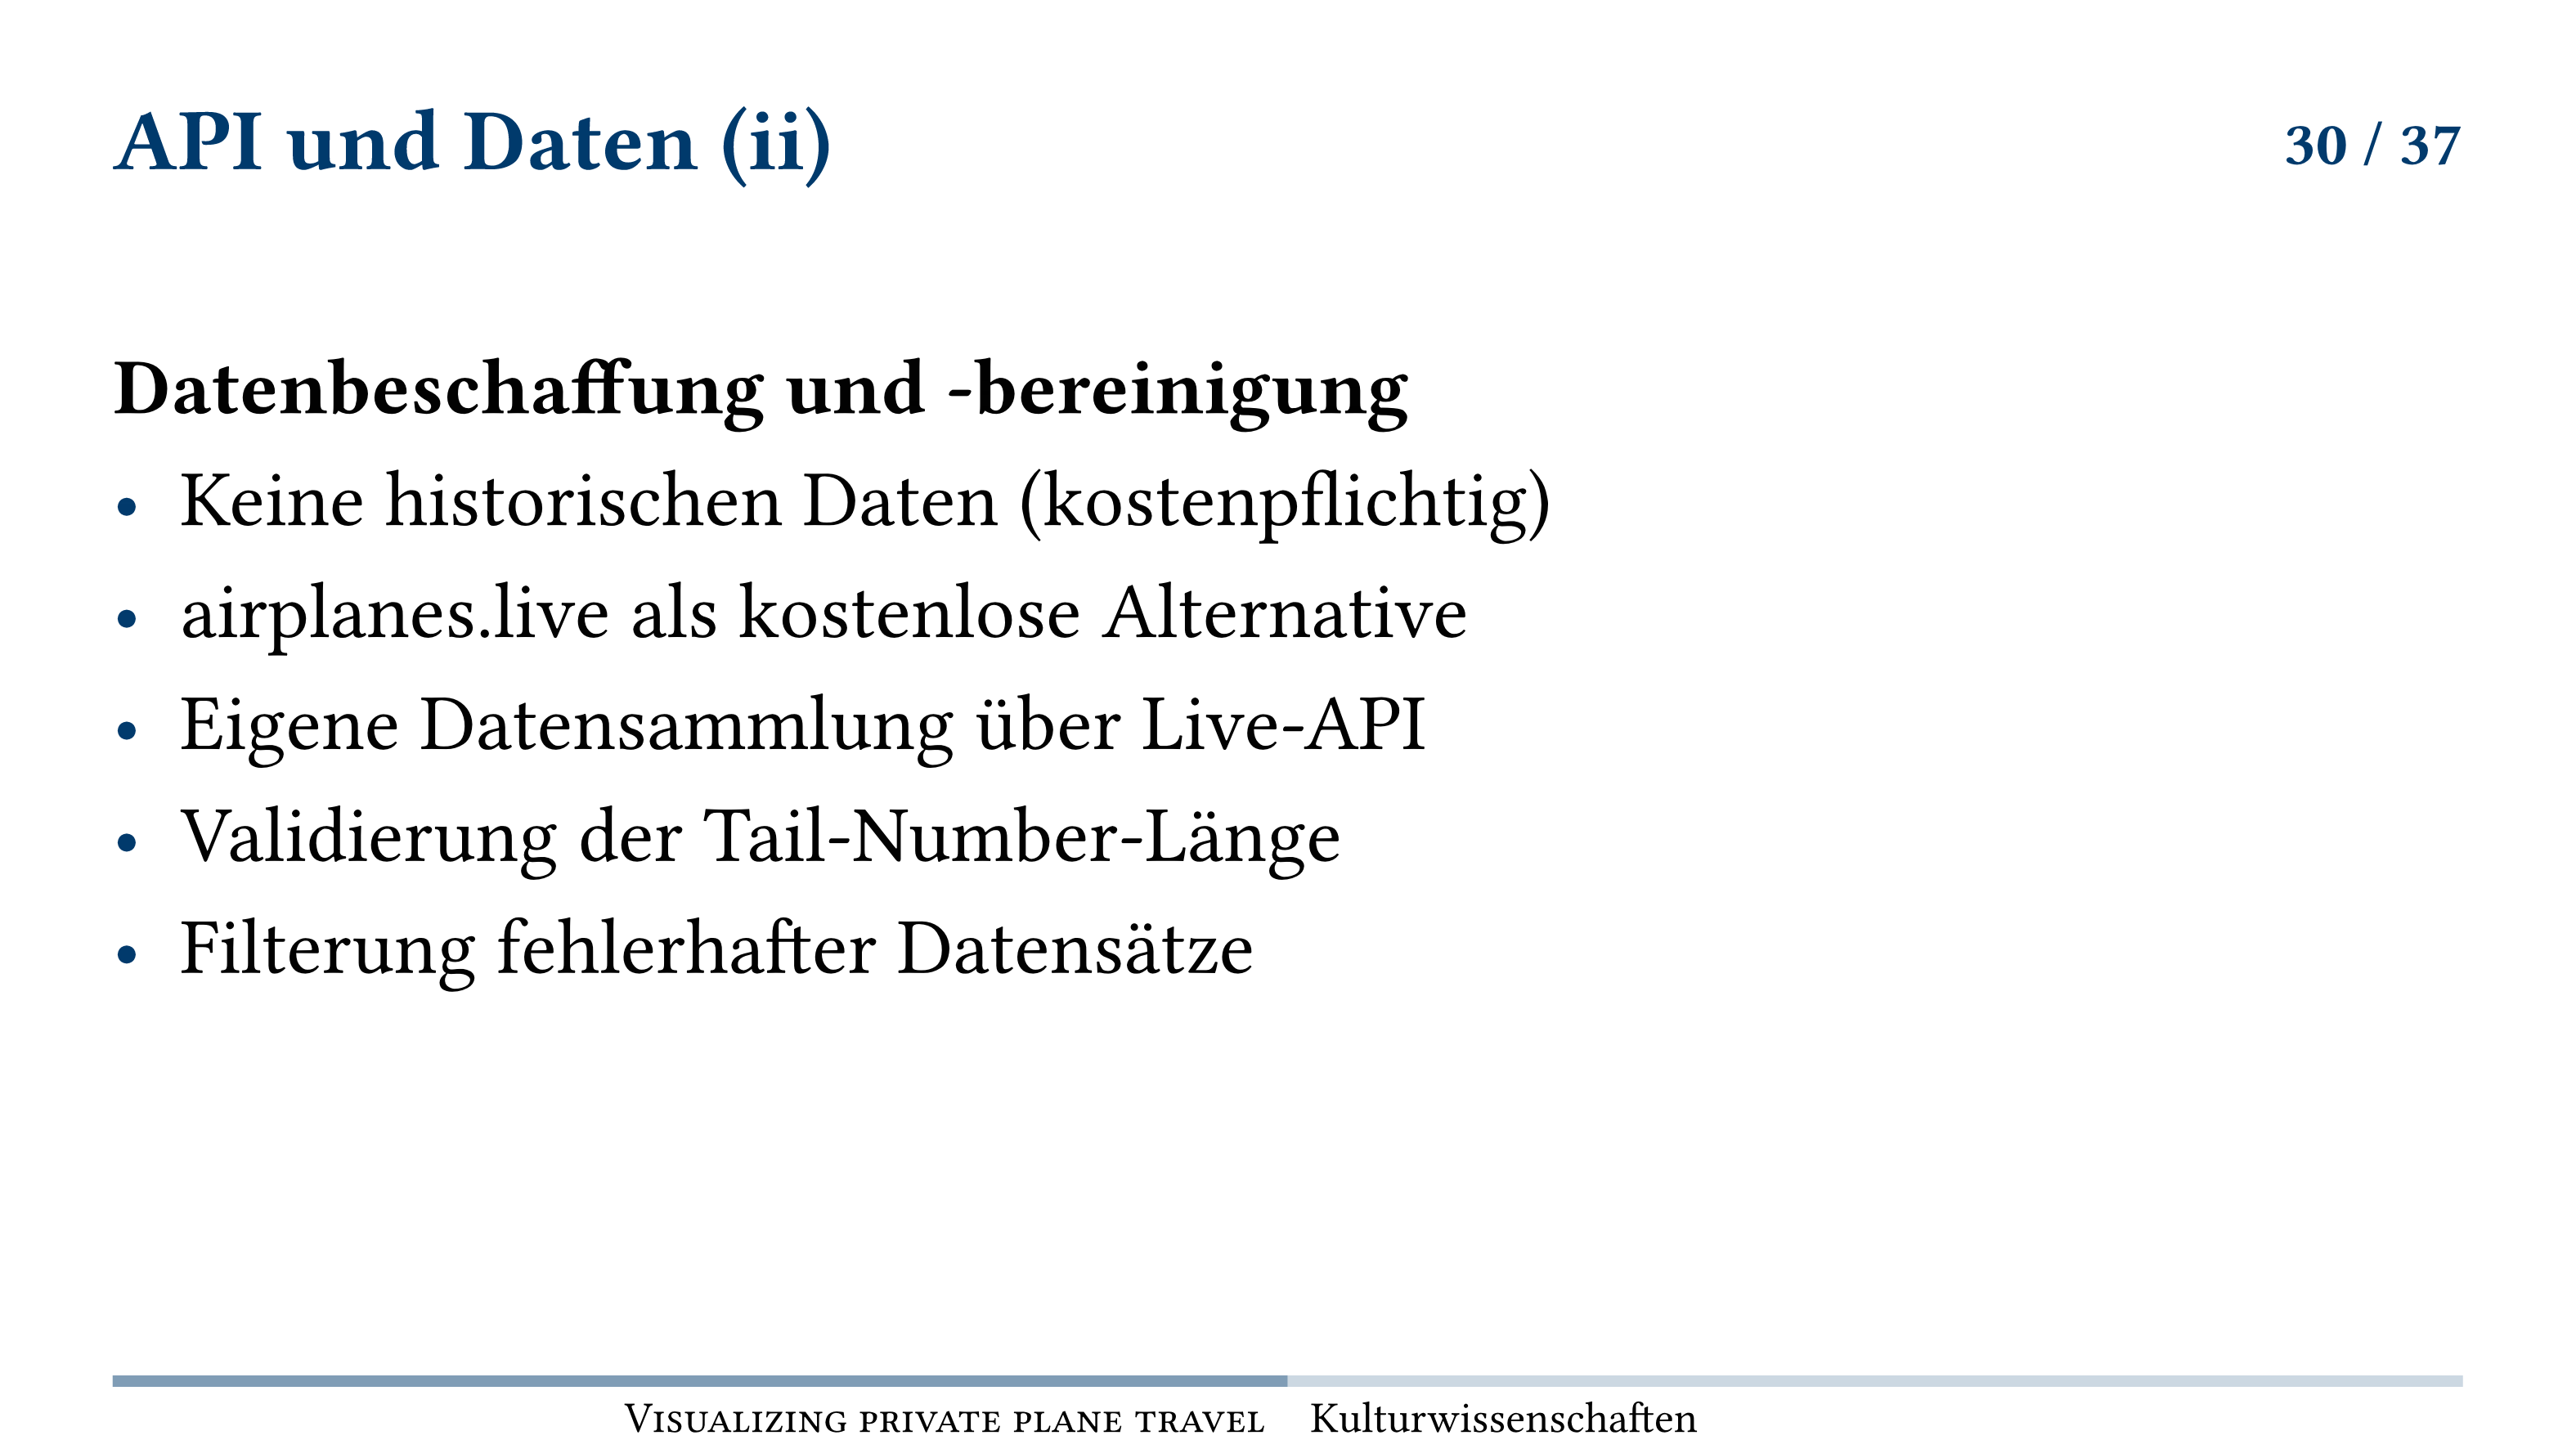 API und Daten (ii)
30 / 37
Datenbeschaffung und -bereinigung
• Keine historischen Daten (kostenpflichtig)
• airplanes.live als kostenlose Alternative
• Eigene Datensammlung über Live-API
• Validierung der Tail-Number-Länge
• Filterung fehlerhafter Datensätze
Visualizing private plane travel Kulturwissenschaften